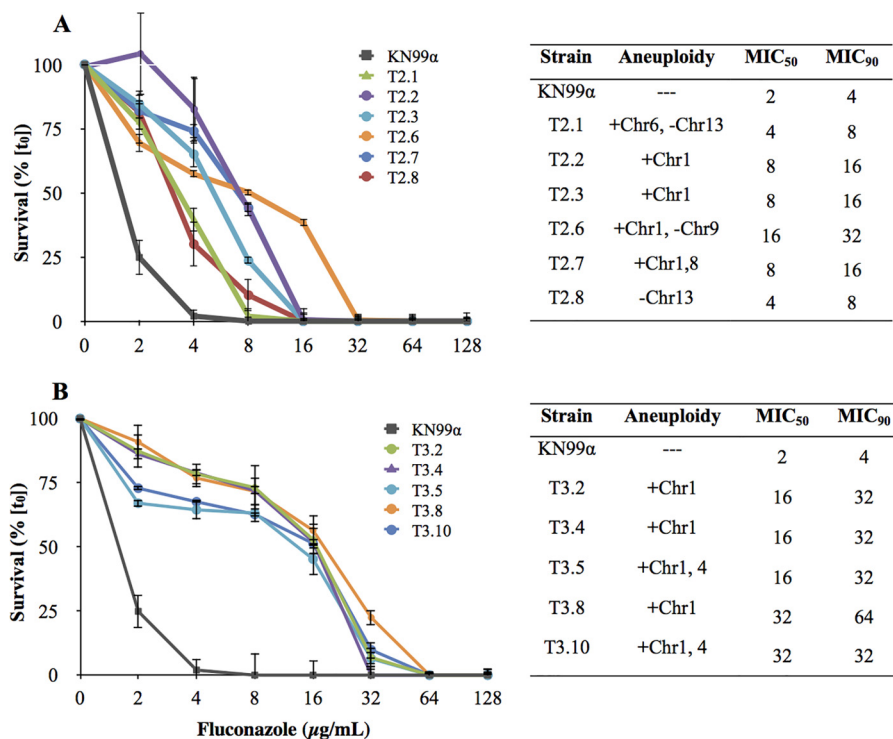 A
100
75
50
25
0
Survival (% [t0])
KN99α
T2.1
T2.2
T2.3
T2.6
T2.7
T2.8
0 2 4 8 16 32 64 128
Strain Aneuploidy MIC50 MIC90
KN99α --- 2 4
T2.1 +Chr6, -Chr13 4 8
T2.2 +Chr1 8 16
T2.3 +Chr1 8 16
T2.6 +Chr1, -Chr9 16 32
T2.7 +Chr1,8 8 16
T2.8 -Chr13 4 8
B
100
75
50
25
0
Survival (% [t0])
KN99α
T3.2
T3.4
T3.5
T3.8
T3.10
0 2 4 8 16 32 64 128
Fluconazole (µg/mL)
Strain Aneuploidy MIC50 MIC90
KN99α --- 2 4
T3.2 +Chr1 16 32
T3.4 +Chr1 16 32
T3.5 +Chr1, 4 16 32
T3.8 +Chr1 32 64
T3.10 +Chr1, 4 32 32